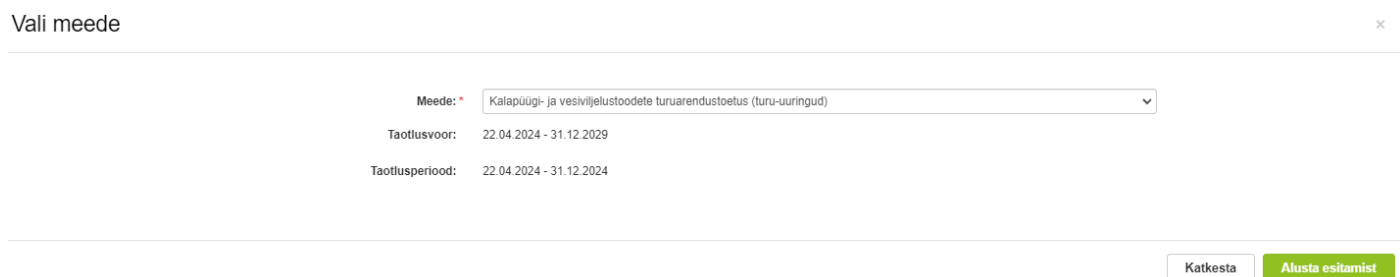 Vali meede
×
Meede: * Kalapüügi- ja vesiviljelustoodete turuarendustoetus (turu-uuringud)
Taotlusvoor: 22.04.2024 - 31.12.2029
Taotlusperiood: 22.04.2024 - 31.12.2024
Katkesta Alusta esitamist